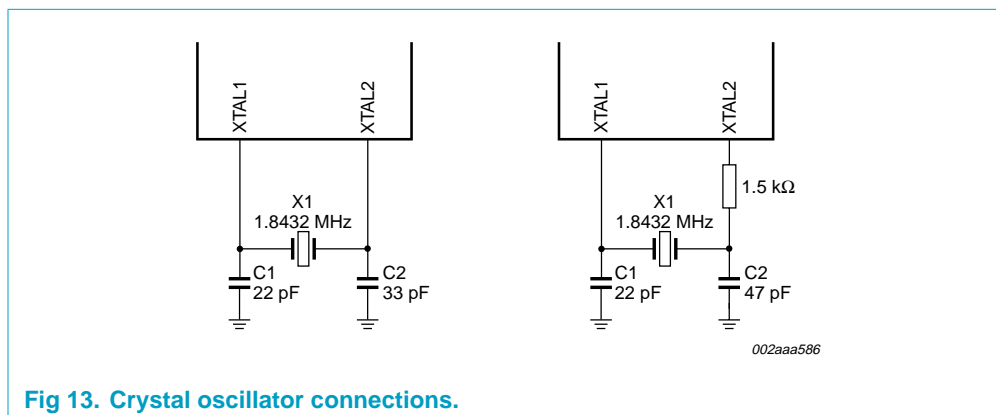 XTAL1
XTAL2
X1
1.8432 MHz
C1
22 pF
C2
33 pF
XTAL1
XTAL2
1.5 kΩ
X1
1.8432 MHz
C1
22 pF
C2
47 pF
002aaa586
Fig 13. Crystal oscillator connections.